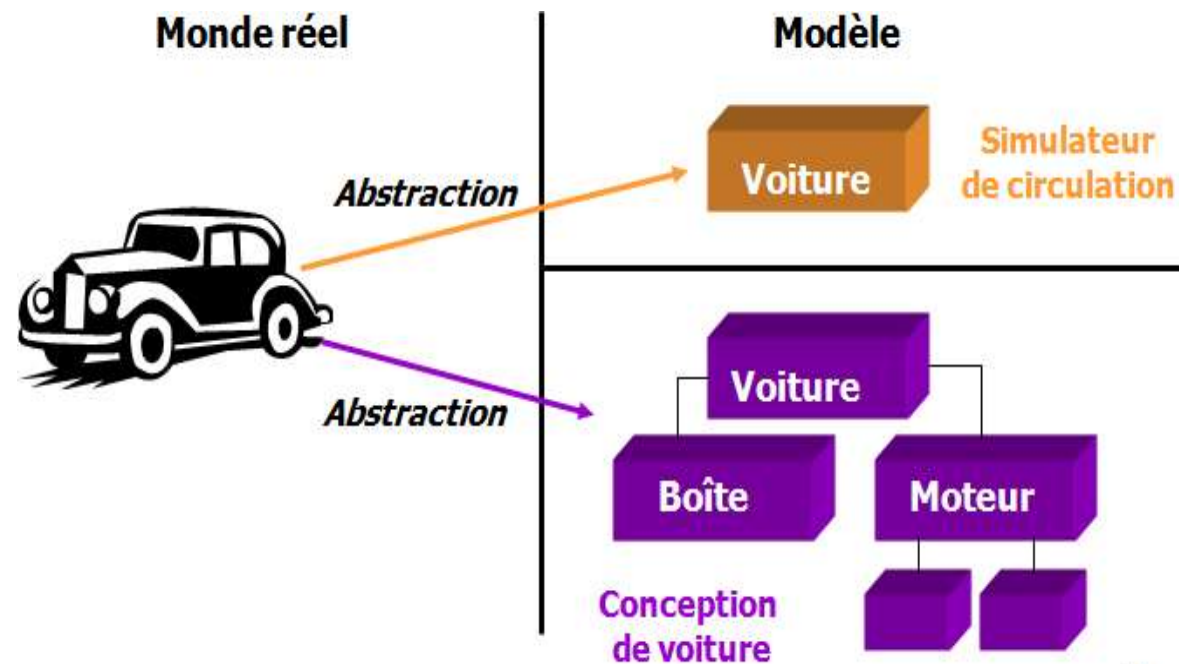 Monde réel
Modèle
Abstraction
Voiture
Simulateur
de circulation
Abstraction
Voiture
Boîte
Moteur
Conception
de voiture